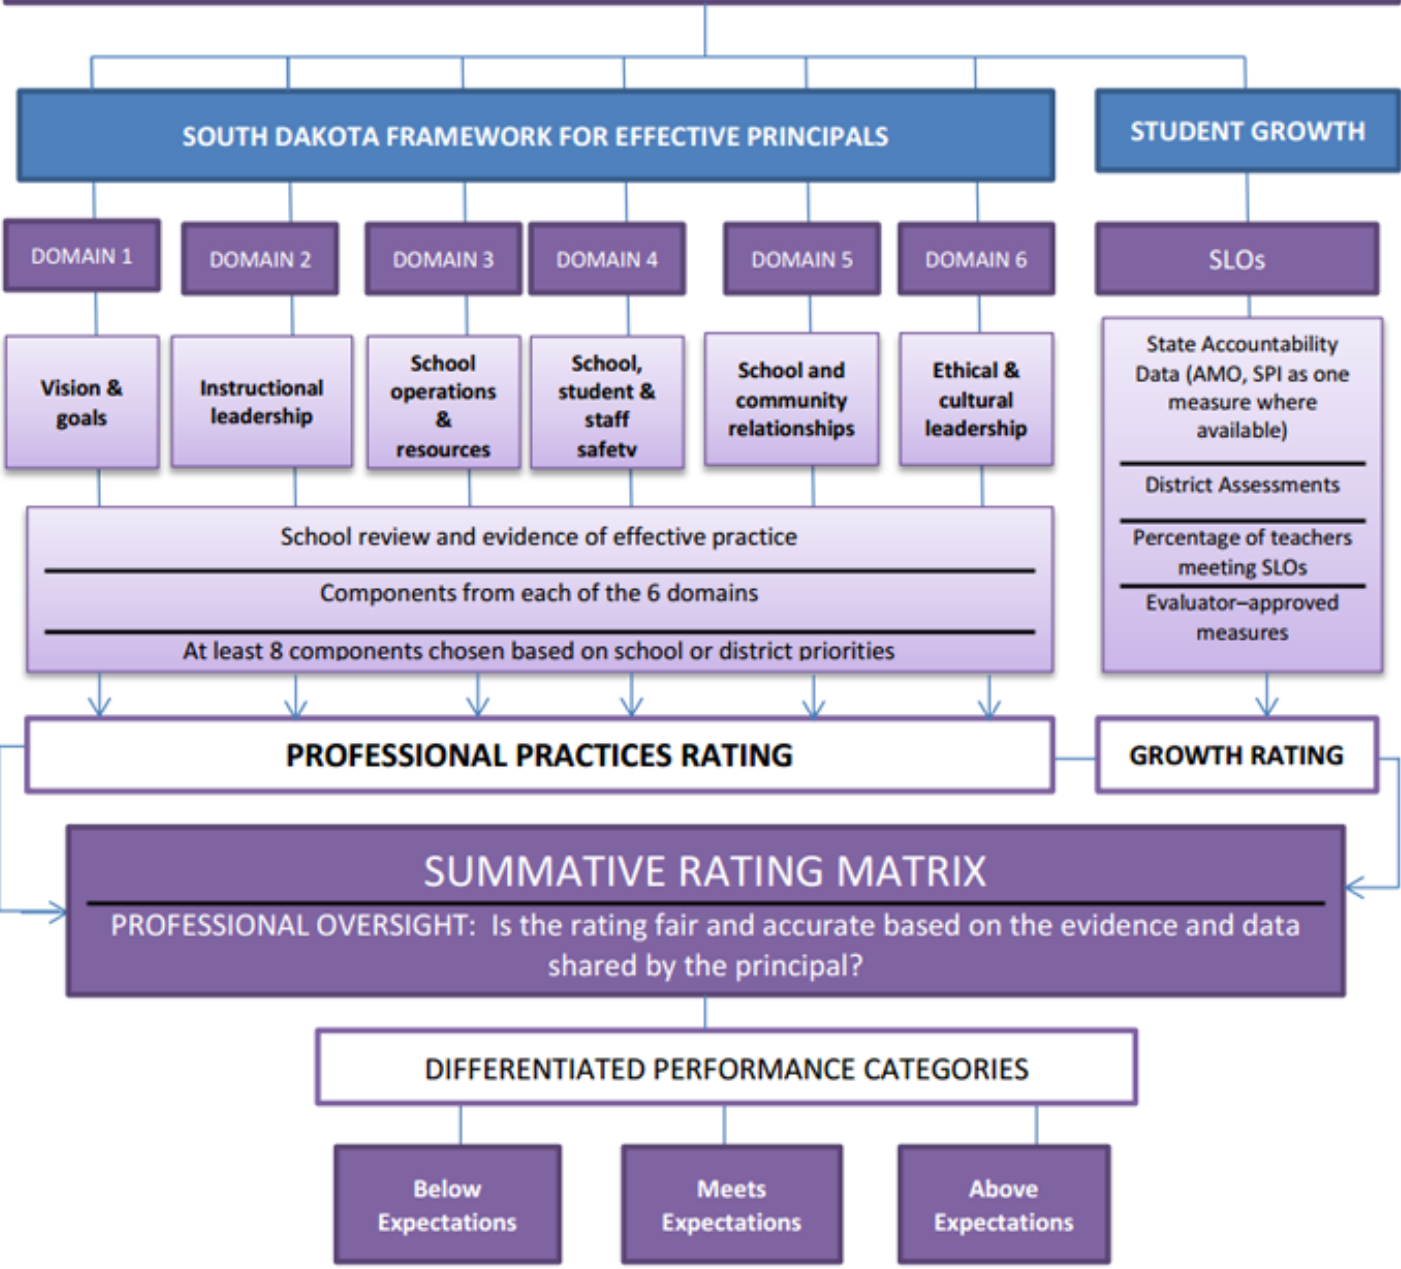 SOUTH DAKOTA FRAMEWORK FOR EFFECTIVE PRINCIPALS
STUDENT GROWTH
DOMAIN 1
DOMAIN 2
DOMAIN 3
DOMAIN 4
DOMAIN 5
DOMAIN 6
SLOs
Vision &
goals
Instructional
leadership
School
operations
&
resources
School,
student &
staff
safety
School and
community
relationships
Ethical &
cultural
leadership
State Accountability
Data (AMO, SPI as one
measure where
available)
District Assessments
Percentage of teachers
meeting SLOs
Evaluator–approved
measures
School review and evidence of effective practice
Components from each of the 6 domains
At least 8 components chosen based on school or district priorities
PROFESSIONAL PRACTICES RATING
GROWTH RATING
SUMMATIVE RATING MATRIX
PROFESSIONAL OVERSIGHT: Is the rating fair and accurate based on the evidence and data
shared by the principal?
DIFFERENTIATED PERFORMANCE CATEGORIES
Below
Expectations
Meets
Expectations
Above
Expectations